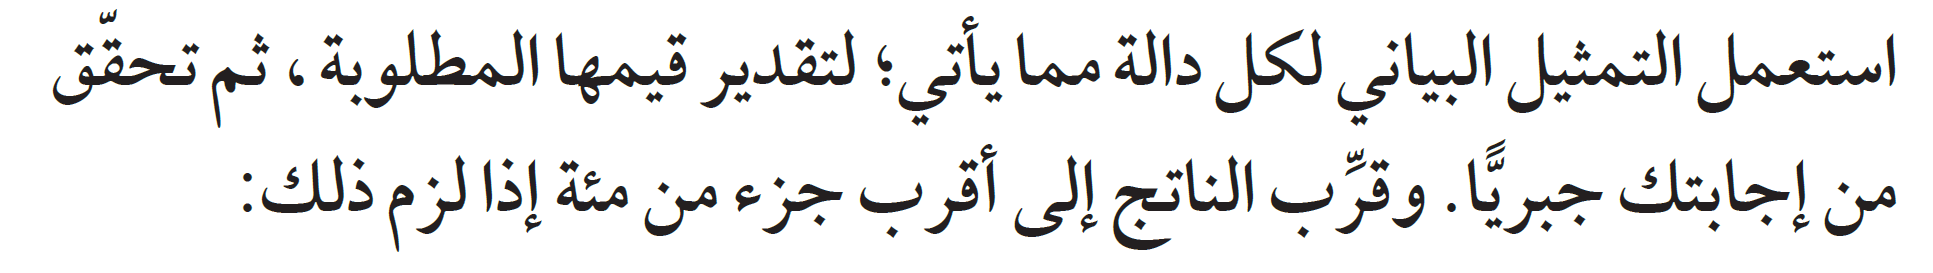 استعمل التمثيل البياني لكل دالة مما يأتي؛ لتقدير قيمها المطلوبة ، ثم تحقّق
من إجابتك جبريًّا. وقرِّب الناتج إلى أقرب جزء من مئة إذا لزم ذلك: